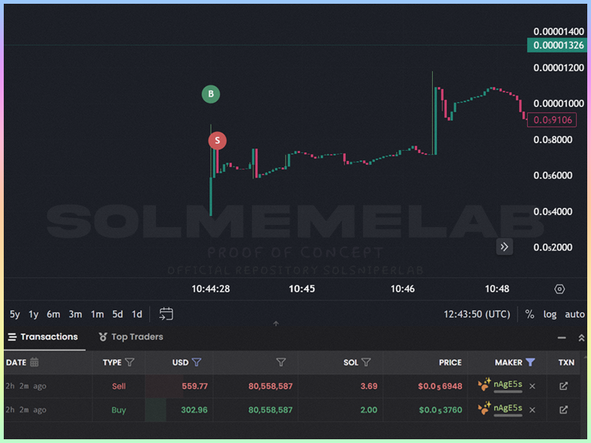 0.00001400
0.00001326
0.00001200
B
0.00001000
0.0₅9106
S
0.0₅8000
0.0₅6000
SOLMEMELAB
0.0₅4000
PROOF OF CONCEPT
0.0₅2000
OFFICIAL REPOSITORY SOLSNIPERLAB
10:44:28 10:45 10:46 10:48
5y 1y 6m 3m 1m 5d 1d 12:43:50 (UTC) % log auto
Transactions Top Traders
DATE TYPE USD SOL PRICE MAKER TXN
2h 2m ago Sell 559.77 80,558,587 3.69 $0.0₅6948 nAgE5s
2h 2m ago Buy 302.96 80,558,587 2.00 $0.0₅3760 nAgE5s